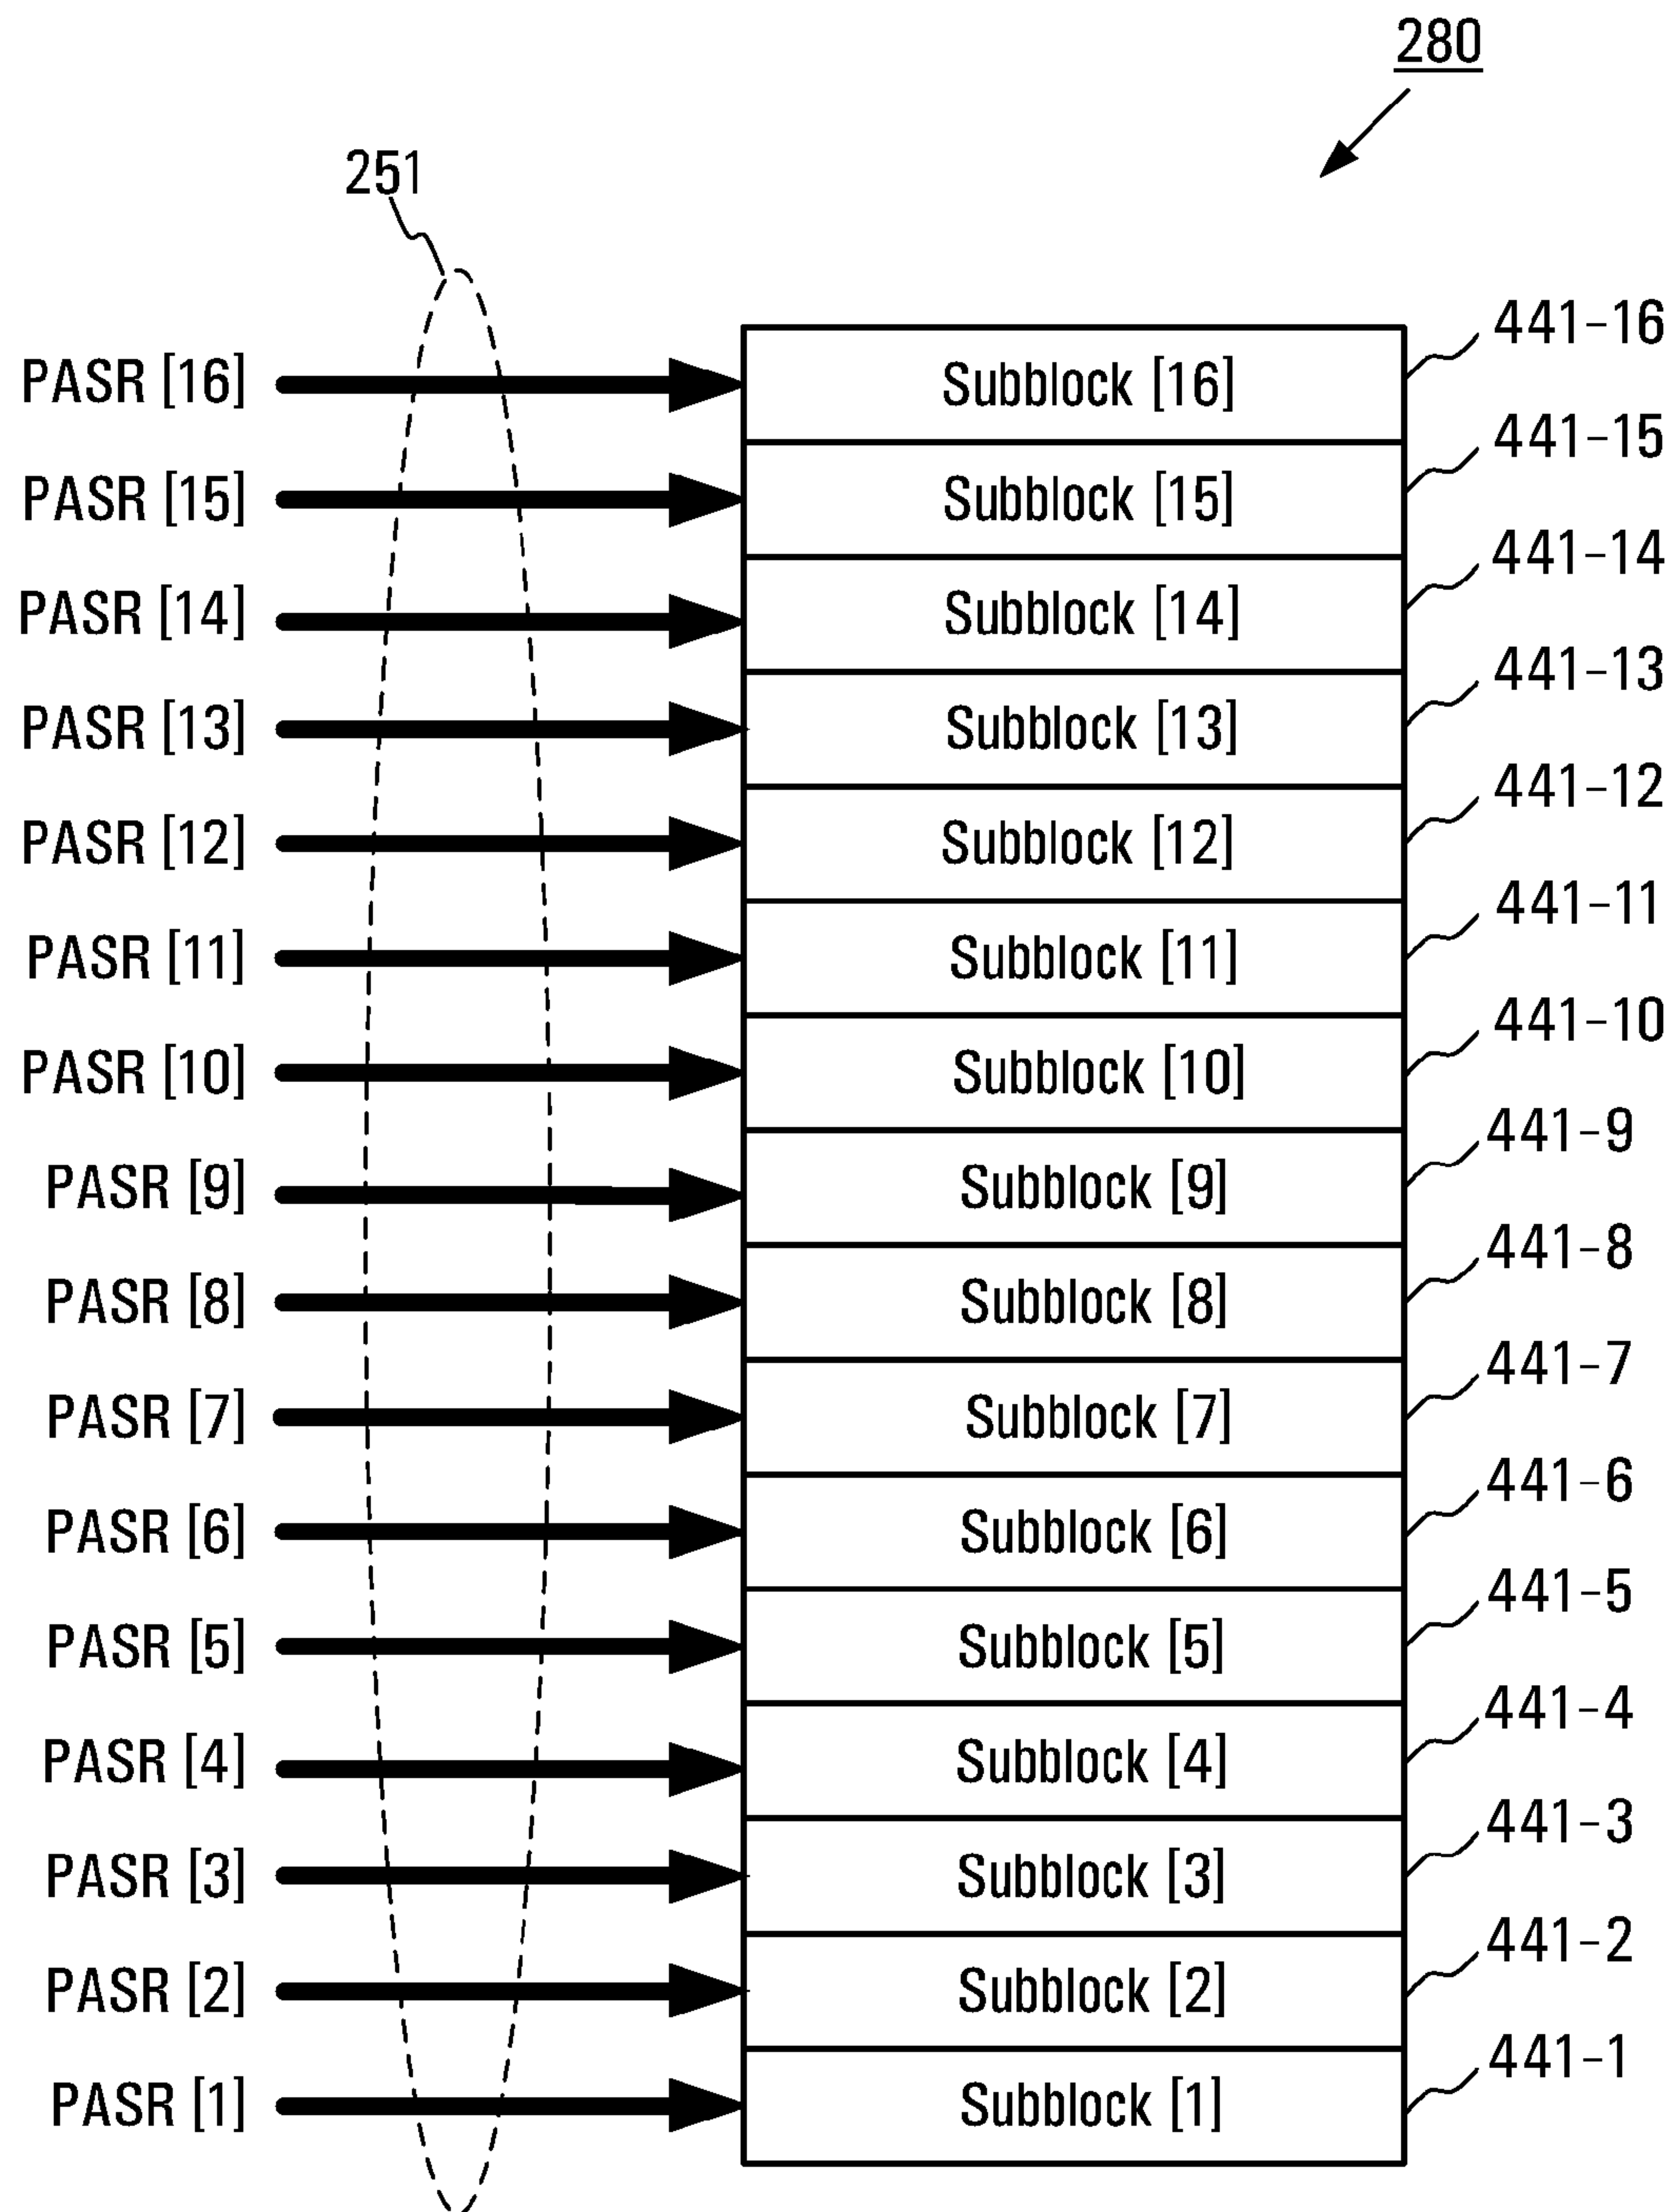 280
251
PASR [16] Subblock [16] 441-16
PASR [15] Subblock [15] 441-15
PASR [14] Subblock [14] 441-14
PASR [13] Subblock [13] 441-13
PASR [12] Subblock [12] 441-12
PASR [11] Subblock [11] 441-11
PASR [10] Subblock [10] 441-10
PASR [9] Subblock [9] 441-9
PASR [8] Subblock [8] 441-8
PASR [7] Subblock [7] 441-7
PASR [6] Subblock [6] 441-6
PASR [5] Subblock [5] 441-5
PASR [4] Subblock [4] 441-4
PASR [3] Subblock [3] 441-3
PASR [2] Subblock [2] 441-2
PASR [1] Subblock [1] 441-1